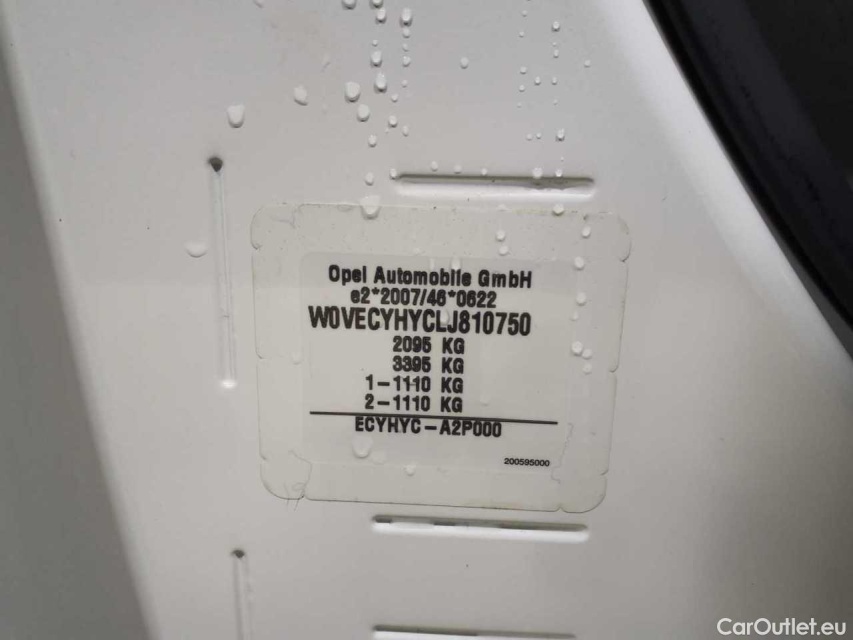 Opel Automobile GmbH
e2*2007/46*0622
W0VECYHYCLJ810750
2095 KG
3395 KG
1-1110 KG
2-1110 KG
ECYHYC-A2P000
200595000
CarOutlet.eu